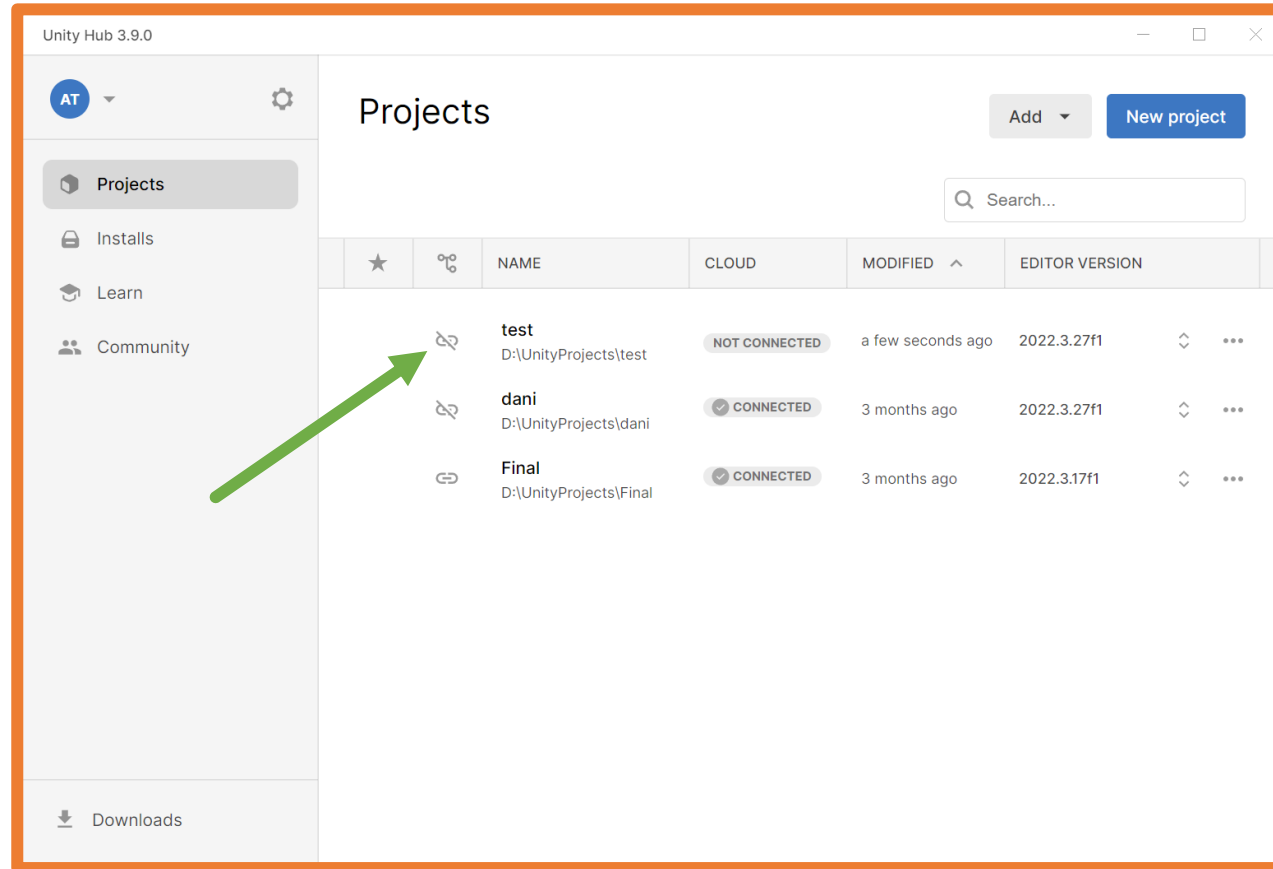 Unity Hub 3.9.0
AT
Projects
Add
New project
Projects
Installs
Learn
Community
Search...
NAME CLOUD MODIFIED EDITOR VERSION
test
D:\UnityProjects\test
NOT CONNECTED
a few seconds ago
2022.3.27f1
dani
D:\UnityProjects\dani
CONNECTED
3 months ago
2022.3.27f1
Final
D:\UnityProjects\Final
CONNECTED
3 months ago
2022.3.17f1
Downloads